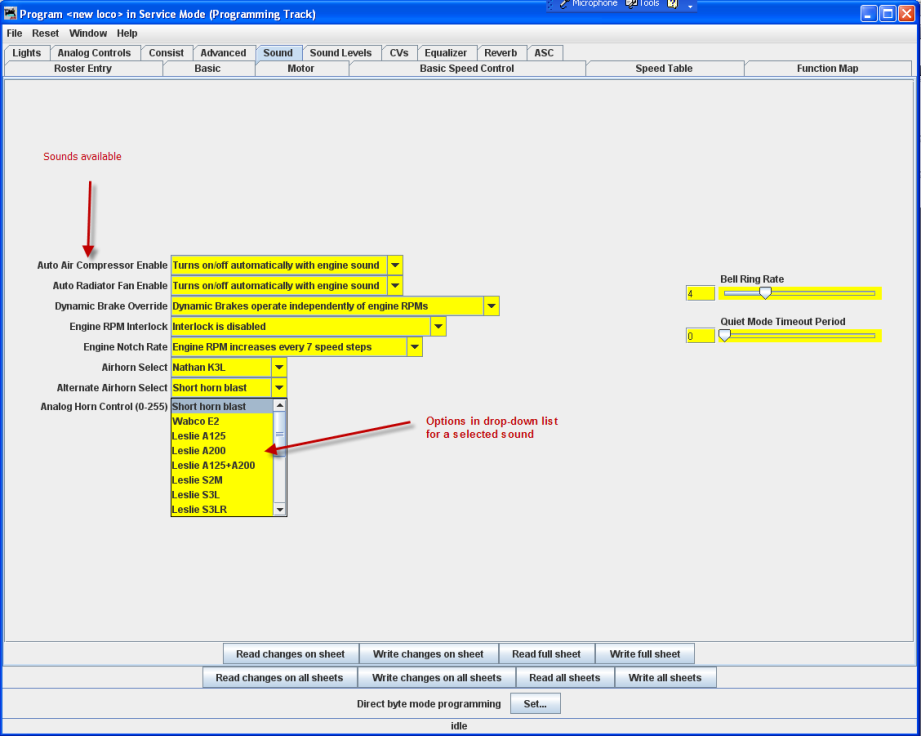 Program <new loco> in Service Mode (Programming Track)
Microphone Tools
File Reset Window Help
Lights Analog Controls Consist Advanced Sound Sound Levels CVs Equalizer Reverb ASC
Roster Entry Basic Motor Basic Speed Control Speed Table Function Map
Sounds available
Auto Air Compressor Enable Turns on/off automatically with engine sound
Auto Radiator Fan Enable Turns on/off automatically with engine sound
Dynamic Brake Override Dynamic Brakes operate independently of engine RPMs
Engine RPM Interlock Interlock is disabled
Engine Notch Rate Engine RPM increases every 7 speed steps
Airhorn Select Nathan K3L
Alternate Airhorn Select Short horn blast
Analog Horn Control (0-255) Short horn blast
Wabco E2
Leslie A125
Leslie A200
Leslie A125+A200
Leslie S2M
Leslie S3L
Leslie S3LR
Options in drop-down list
for a selected sound
Bell Ring Rate
4
Quiet Mode Timeout Period
0
Read changes on sheet Write changes on sheet Read full sheet Write full sheet
Read changes on all sheets Write changes on all sheets Read all sheets Write all sheets
Direct byte mode programming Set...
idle